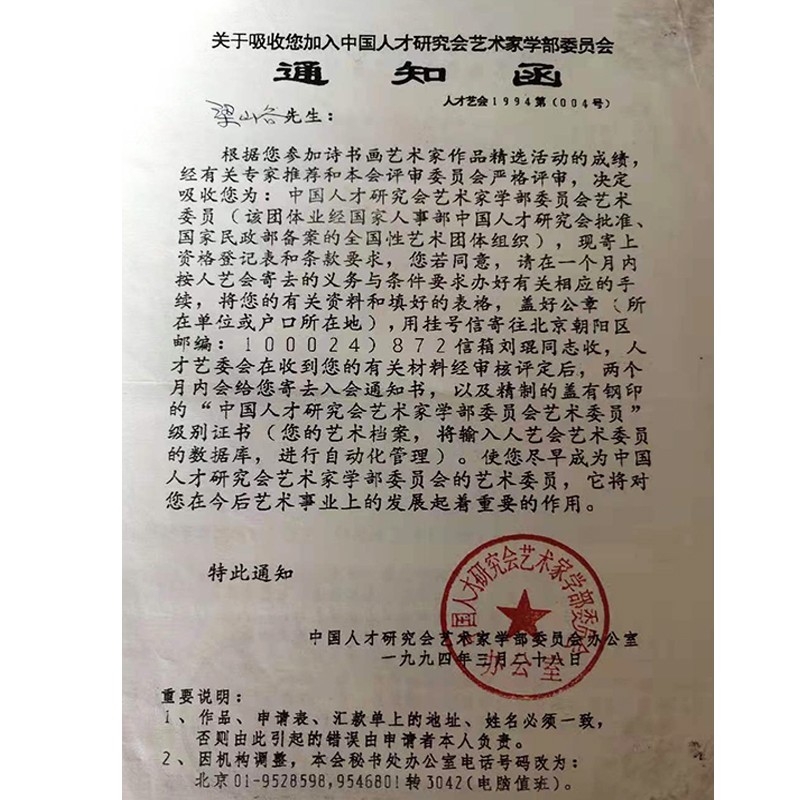 关于吸收您加入中国人才研究会艺术家学部委员会
通知函
人才艺会1994第(004号)
梁山谷先生：
根据您参加诗书画艺术家作品精选活动的成绩，
经有关专家推荐和本会评审委员会严格评审，决定
吸收您为：中国人才研究会艺术家学部委员会艺术
委员（该团体业经国家人事部中国人才研究会批准、
国家民政部备案的全国性艺术团体组织），现寄上
资格登记表和条款要求，您若同意，请在一个月内
按人艺会寄去的义务与条件要求办好有关相应的手
续，将您的有关资料和填好的表格，盖好公章（所
在单位或户口所在地），用挂号信寄往北京朝阳区
邮编：100024）872信箱刘琨同志收，人
才艺委会在收到您的有关材料经审核评定后，两个
月内会给您寄去入会通知书，以及精制的盖有钢印
的“中国人才研究会艺术家学部委员会艺术委员”
级别证书（您的艺术档案，将输入人艺会艺术委员
的数据库，进行自动化管理）。使您尽早成为中国
人才研究会艺术家学部委员会的艺术委员，它将对
您在今后艺术事业上的发展起着重要的作用。
特此通知
中国人才研究会艺术家学部委员会
办公室
中国人才研究会艺术家学部委员会办公室
一九九四年三月二十八日
重要说明：
1、作品、申请表、汇款单上的地址、姓名必须一致，
否则由此引起的错误由申请者本人负责。
2、因机构调整，本会秘书处办公室电话号码改为：
北京01-9528598,9546801转3042(电脑值班)。